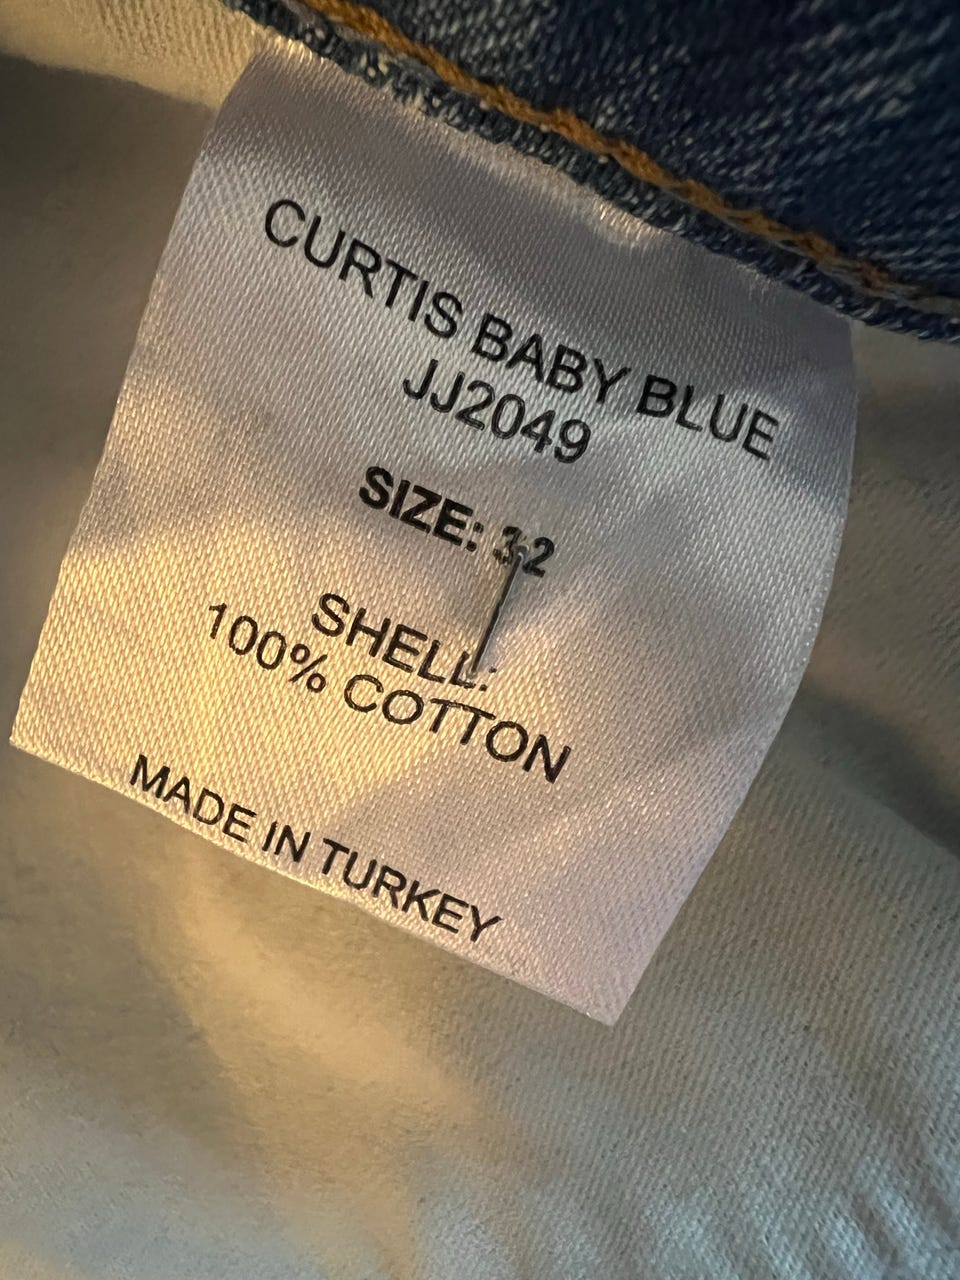 CURTIS BABY BLUE
JJ2049
SIZE: 32
SHELL:
100% COTTON
MADE IN TURKEY